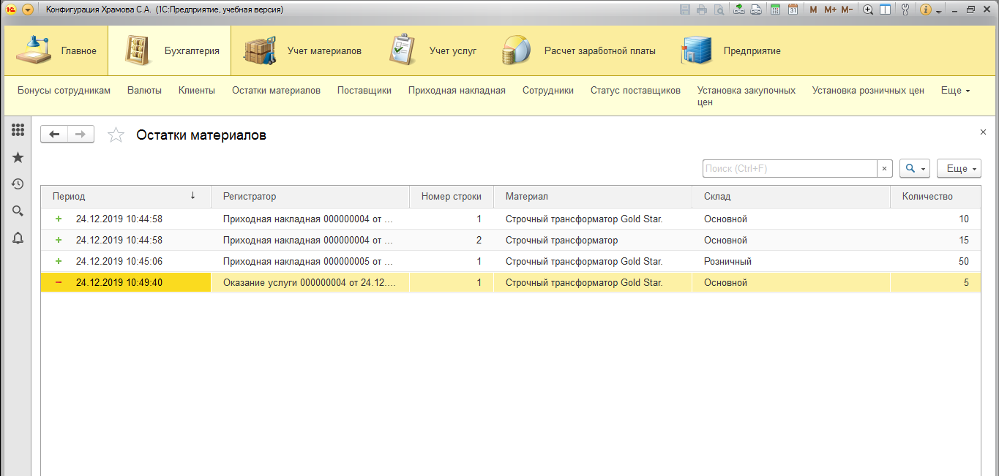 Конфигурация Храмова С.А. (1С:Предприятие, учебная версия)
M M+ M-
Главное Бухгалтерия Учет материалов Учет услуг Расчет заработной платы Предприятие
Бонусы сотрудникам Валюты Клиенты Остатки материалов Поставщики Приходная накладная Сотрудники Статус поставщиков Установка закупочных цен Установка розничных цен Еще
Остатки материалов
Поиск (Ctrl+F) × Еще
Период Регистратор Номер строки Материал Склад Количество
+ 24.12.2019 10:44:58 Приходная накладная 000000004 от ... 1 Строчный трансформатор Gold Star. Основной 10
+ 24.12.2019 10:44:58 Приходная накладная 000000004 от ... 2 Строчный трансформатор Основной 15
+ 24.12.2019 10:45:06 Приходная накладная 000000005 от ... 1 Строчный трансформатор Gold Star. Розничный 50
− 24.12.2019 10:49:40 Оказание услуги 000000004 от 24.12.... 1 Строчный трансформатор Gold Star. Основной 5